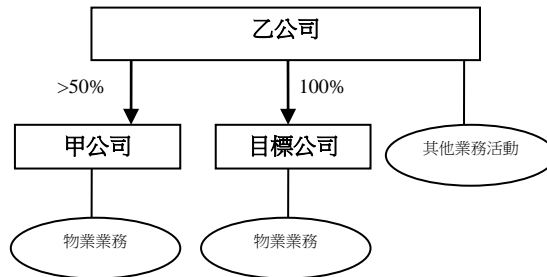 乙公司
>50%
100%
甲公司
目標公司
其他業務活動
物業業務
物業業務